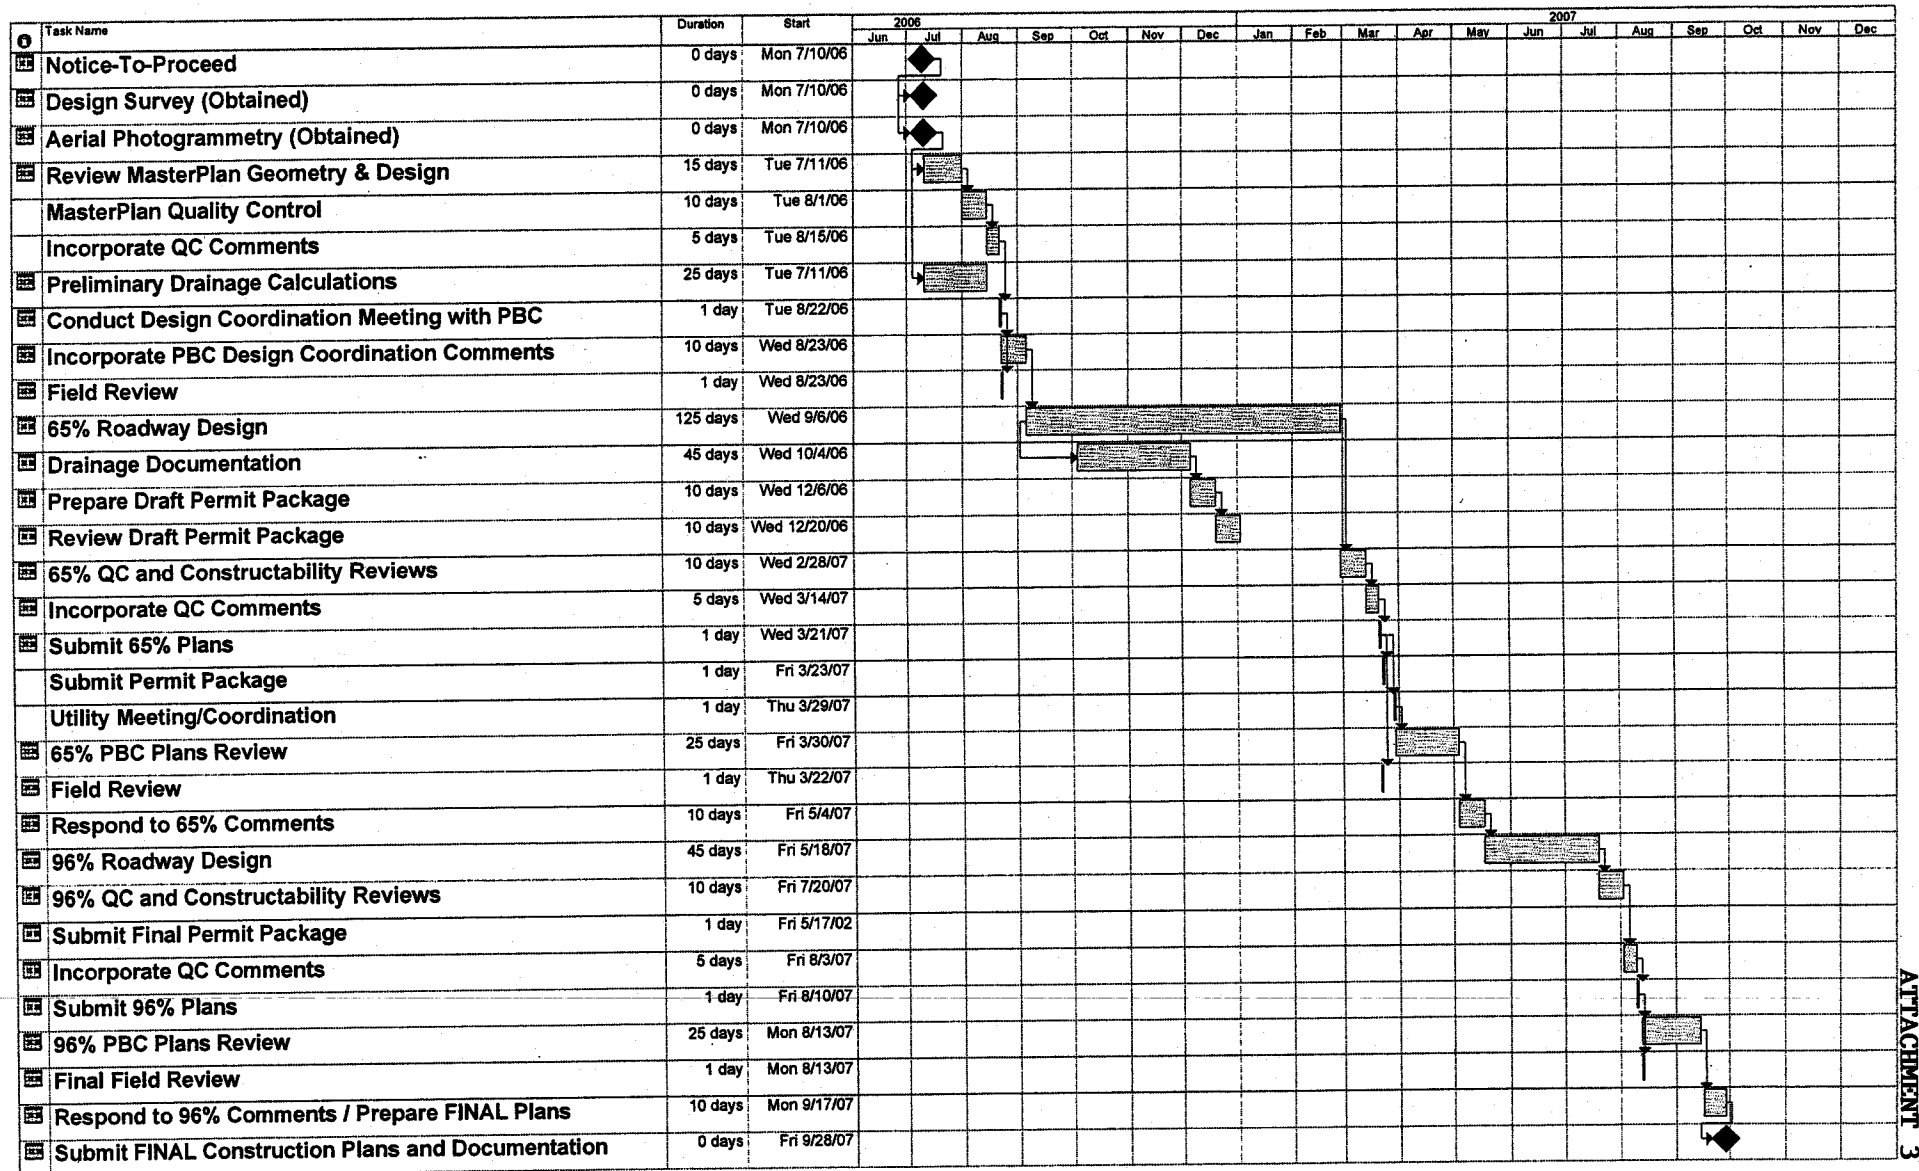 Task Name Duration Start 2006 2007
Jun Jul Aug Sep Oct Nov Dec Jan Feb Mar Apr May Jun Jul Aug Sep Oct Nov Dec
Notice-To-Proceed 0 days Mon 7/10/06
Design Survey (Obtained) 0 days Mon 7/10/06
Aerial Photogrammetry (Obtained) 0 days Mon 7/10/06
Review MasterPlan Geometry & Design 15 days Tue 7/11/06
MasterPlan Quality Control 10 days Tue 8/1/06
Incorporate QC Comments 5 days Tue 8/15/06
Preliminary Drainage Calculations 25 days Tue 7/11/06
Conduct Design Coordination Meeting with PBC 1 day Tue 8/22/06
Incorporate PBC Design Coordination Comments 10 days Wed 8/23/06
Field Review 1 day Wed 8/23/06
65% Roadway Design 125 days Wed 9/6/06
Drainage Documentation 45 days Wed 10/4/06
Prepare Draft Permit Package 10 days Wed 12/6/06
Review Draft Permit Package 10 days Wed 12/20/06
65% QC and Constructability Reviews 10 days Wed 2/28/07
Incorporate QC Comments 5 days Wed 3/14/07
Submit 65% Plans 1 day Wed 3/21/07
Submit Permit Package 1 day Fri 3/23/07
Utility Meeting/Coordination 1 day Thu 3/29/07
65% PBC Plans Review 25 days Fri 3/30/07
Field Review 1 day Thu 3/22/07
Respond to 65% Comments 10 days Fri 5/4/07
96% Roadway Design 45 days Fri 5/18/07
96% QC and Constructability Reviews 10 days Fri 7/20/07
Submit Final Permit Package 1 day Fri 5/17/02
Incorporate QC Comments 5 days Fri 8/3/07
Submit 96% Plans 1 day Fri 8/10/07
96% PBC Plans Review 25 days Mon 8/13/07
Final Field Review 1 day Mon 8/13/07
Respond to 96% Comments / Prepare FINAL Plans 10 days Mon 9/17/07
Submit FINAL Construction Plans and Documentation 0 days Fri 9/28/07
ATTACHMENT 3